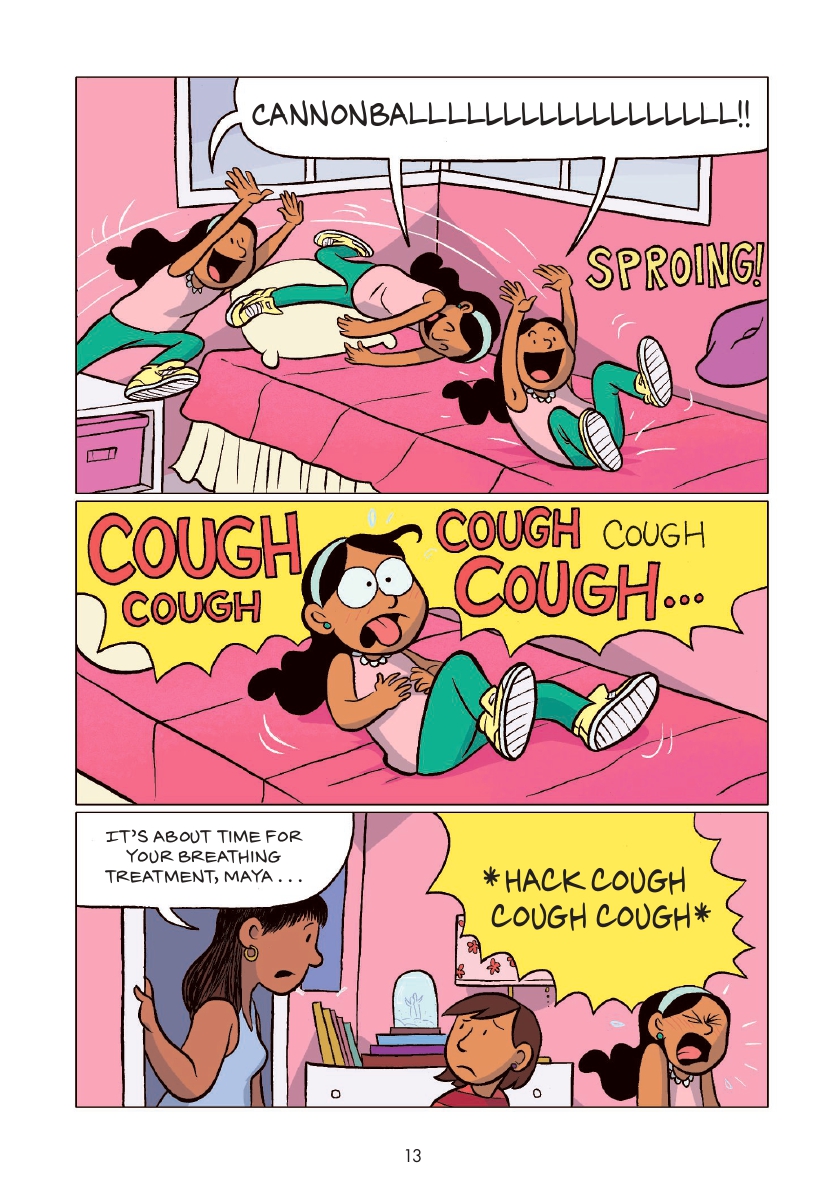 CANNONBALLLLLLLLLLLLLLLLLLL!!
SPROING!
COUGH
COUGH
COUGH COUGH
COUGH...
IT'S ABOUT TIME FOR
YOUR BREATHING
TREATMENT, MAYA...
*HACK COUGH
COUGH COUGH*
13